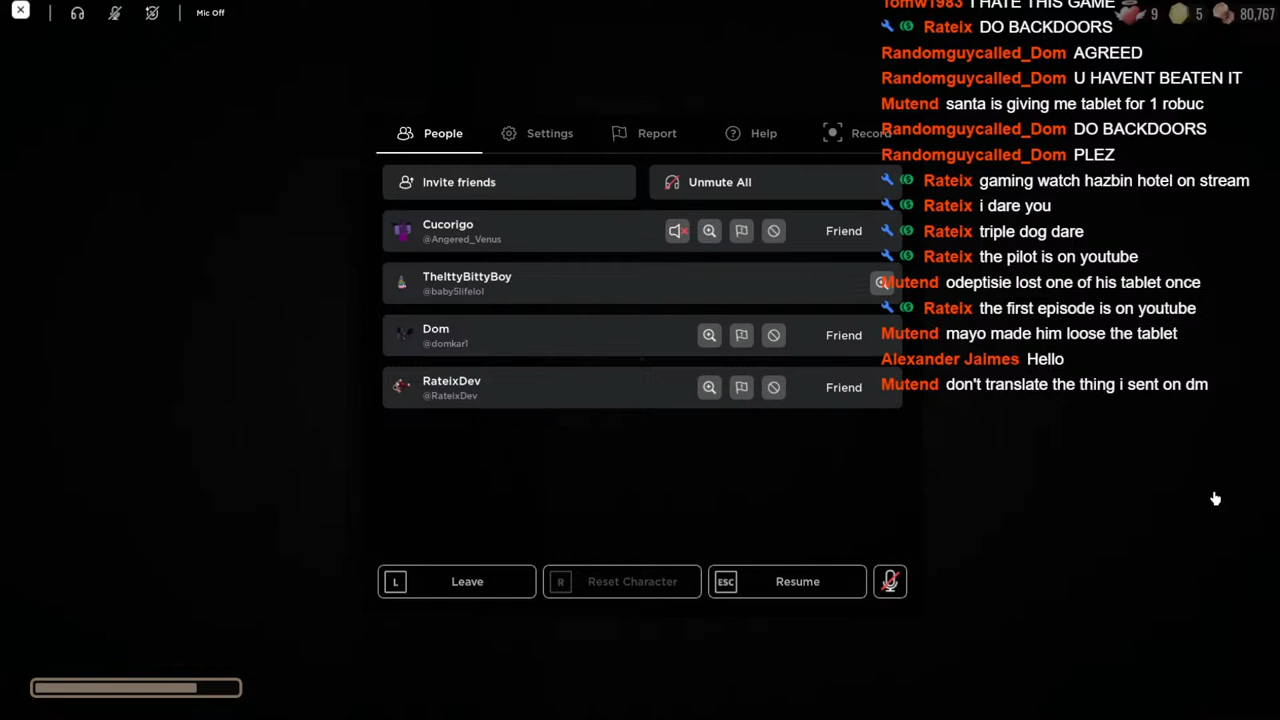 Mic Off
9
5
80,767
Tomw1983 I HATE THIS GAME
Rateix DO BACKDOORS
Randomguycalled_Dom AGREED
Randomguycalled_Dom U HAVENT BEATEN IT
Mutend santa is giving me tablet for 1 robuc
Randomguycalled_Dom DO BACKDOORS
Randomguycalled_Dom PLEZ
Rateix gaming watch hazbin hotel on stream
Rateix i dare you
Rateix triple dog dare
Rateix the pilot is on youtube
Mutend odeptisie lost one of his tablet once
Rateix the first episode is on youtube
Mutend mayo made him loose the tablet
Alexander Jaimes Hello
Mutend don't translate the thing i sent on dm
People
Settings
Report
Help
Record
Invite friends
Unmute All
Cucorigo
@Angered_Venus
Friend
TheIttyBittyBoy
@baby5lifelol
Dom
@domkar1
Friend
RateixDev
@RateixDev
Friend
L Leave
R Reset Character
ESC Resume